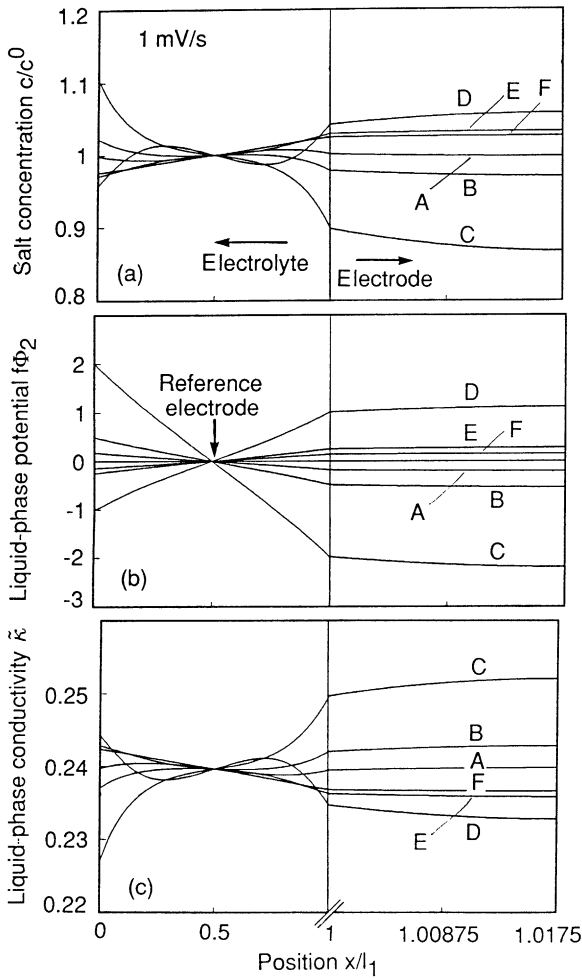 1.2
1 mV/s
1.1
1
0.9
0.8
Salt concentration c/c⁰
D
E
F
A
B
C
Electrolyte
Electrode
(a)
2
1
0
-1
-2
-3
Liquid-phase potential fΦ₂
Reference
electrode
D
E
F
A
B
C
(b)
0.25
0.24
0.23
0.22
Liquid-phase conductivity κ̃
C
B
A
F
E
D
(c)
0
0.5
1
1.00875
1.0175
Position x/l₁